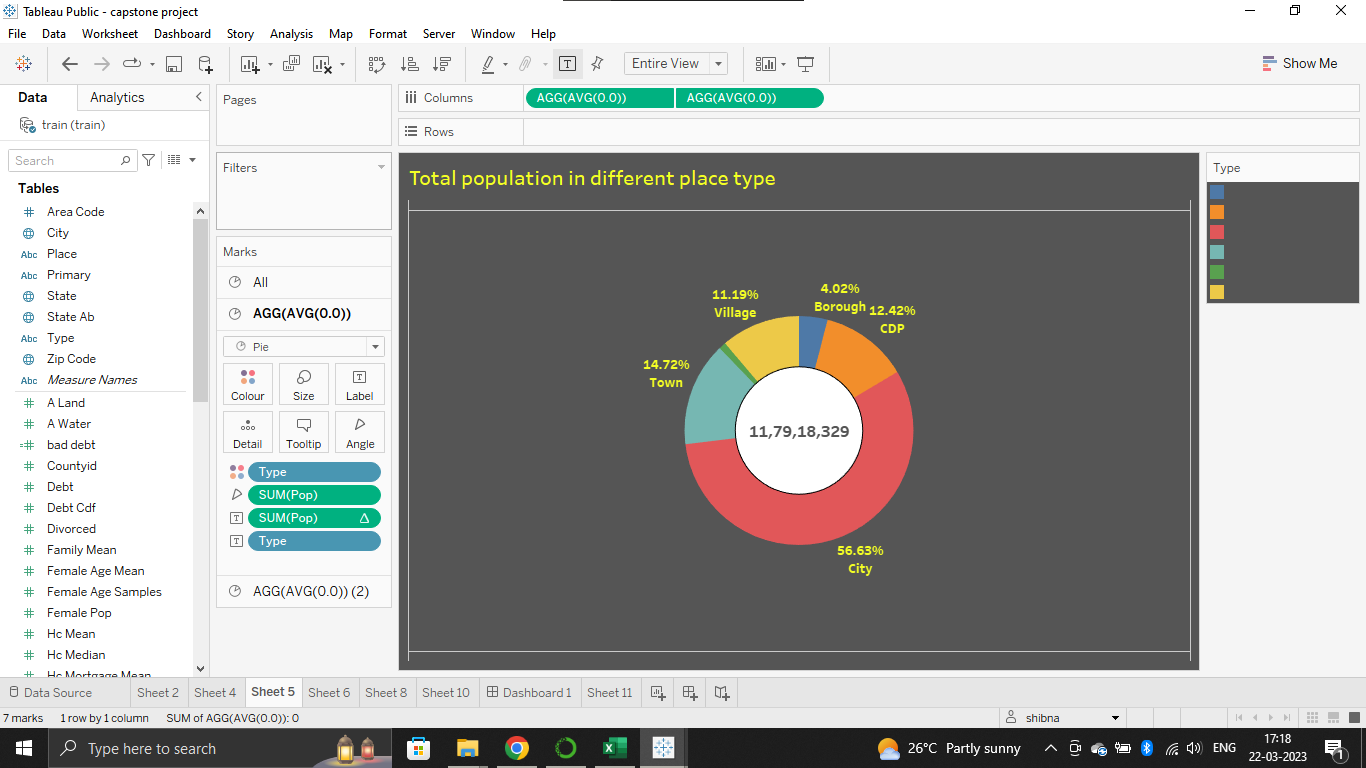 Tableau Public - capstone project
File Data Worksheet Dashboard Story Analysis Map Format Server Window Help
Entire View
Show Me
Data Analytics
train (train)
Search
Tables
Area Code
City
Abc Place
Abc Primary
State
Abc State Ab
Abc Type
Zip Code
Abc Measure Names
A Land
A Water
bad debt
Countyid
Debt
Debt Cdf
Divorced
Family Mean
Female Age Mean
Female Age Samples
Female Pop
Hc Mean
Hc Median
Hc Mortgage Mean
Pages
Filters
Marks
All
AGG(AVG(0.0))
Pie
Colour Size Label
Detail Tooltip Angle
Type
SUM(Pop)
SUM(Pop) Δ
Type
AGG(AVG(0.0)) (2)
Columns AGG(AVG(0.0)) AGG(AVG(0.0))
Rows
Total population in different place type
4.02%
Borough
12.42%
CDP
11.19%
Village
14.72%
Town
11,79,18,329
56.63%
City
Type
Data Source Sheet 2 Sheet 4 Sheet 5 Sheet 6 Sheet 8 Sheet 10 Dashboard 1 Sheet 11
7 marks 1 row by 1 column SUM of AGG(AVG(0.0)): 0 shibna
Type here to search
26°C Partly sunny
ENG
17:18
22-03-2023
1